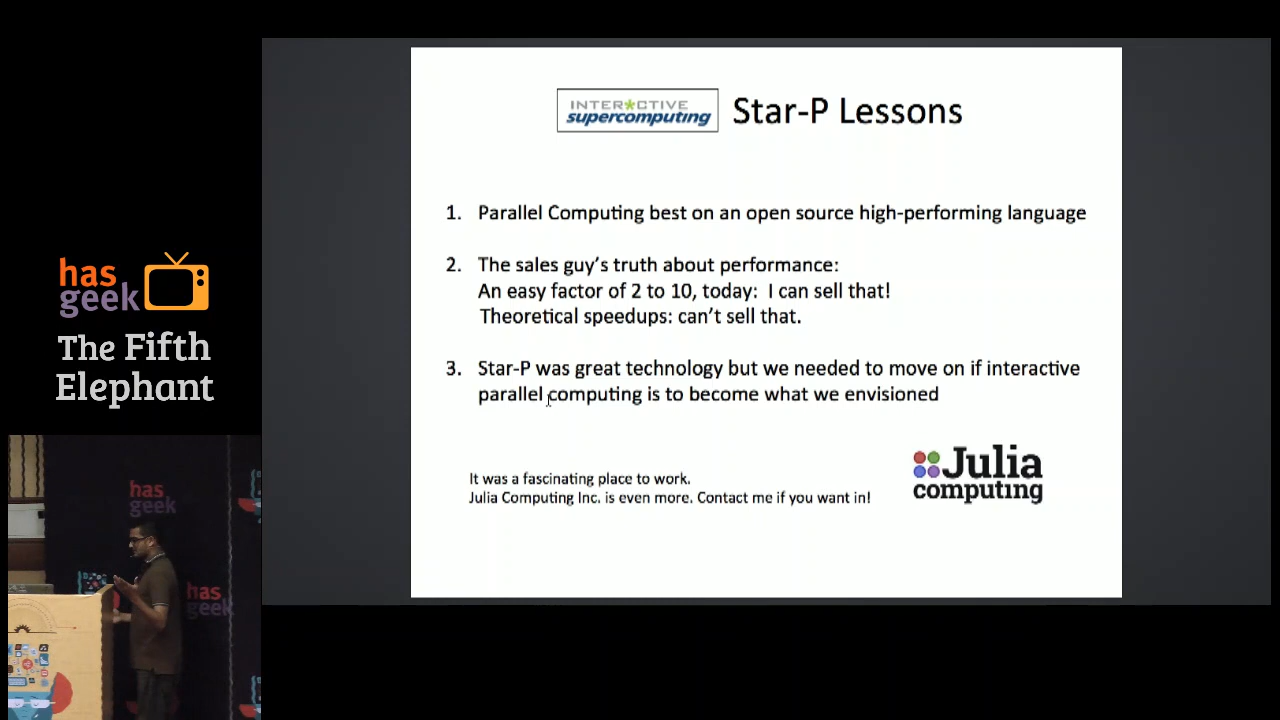 INTER*CTIVE
supercomputing
Star-P Lessons
1. Parallel Computing best on an open source high-performing language
2. The sales guy's truth about performance:
An easy factor of 2 to 10, today: I can sell that!
Theoretical speedups: can't sell that.
3. Star-P was great technology but we needed to move on if interactive
parallel computing is to become what we envisioned
It was a fascinating place to work.
Julia Computing Inc. is even more. Contact me if you want in!
Julia
computing
has
geek
The Fifth
Elephant
has
geek
has
geek